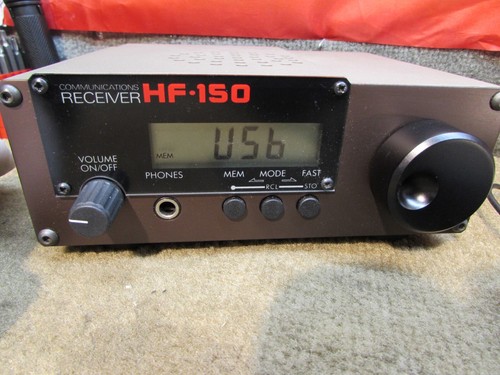 COMMUNICATIONS
RECEIVER HF-150
USb
MEM
VOLUME
ON/OFF
PHONES
MEM MODE FAST
RCL STO